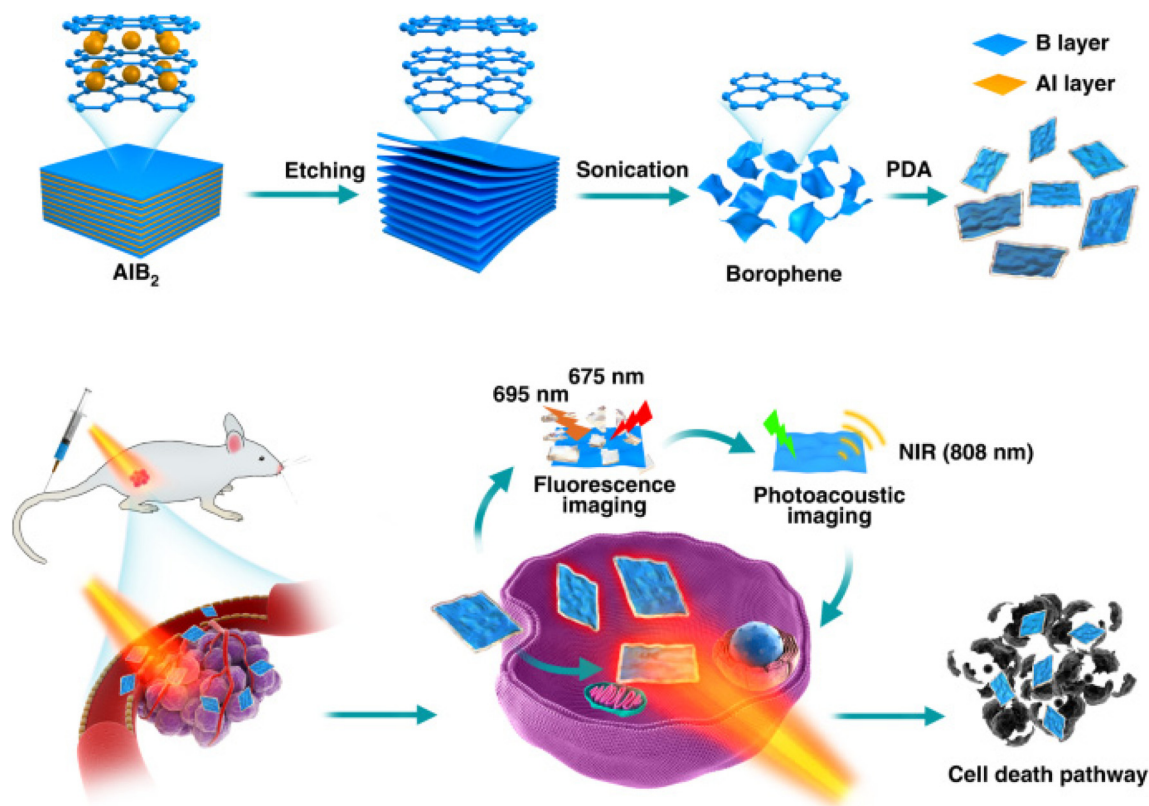 B layer
Al layer
Etching
Sonication
PDA
AlB₂
Borophene
675 nm
695 nm
NIR (808 nm)
Fluorescence
imaging
Photoacoustic
imaging
Cell death pathway